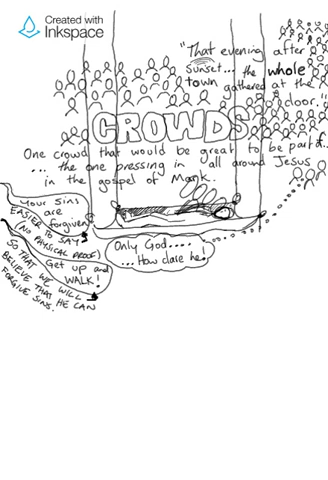 Created with
Inkspace
"That evening after
sunset... the whole
town gathered at the
door."
CROWDS
One crowd that would be great to be part of...
... the one pressing in all around Jesus
in the gospel of Mark.
Your sins
are
forgiven
EASIER TO SAY
(NO PHYSICAL PROOF)
Get up and
WALK!
SO THAT WE WILL
BELIEVE THAT HE CAN
FORGIVE SINS.
Only God....
... How dare he!